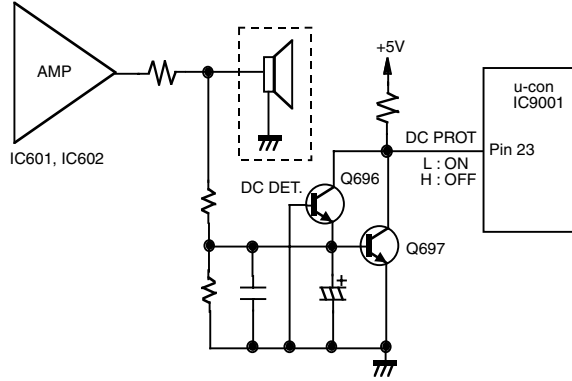 AMP
IC601, IC602
+5V
u-con
IC9001
DC PROT
Pin 23
L : ON
H : OFF
DC DET.
Q696
Q697
+